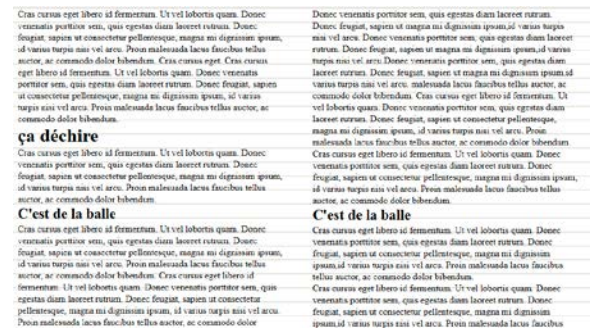 Cras cursus eget libero id fermentum. Ut vel lobortis quam. Donec
venenatis porttitor sem, quis egestas diam laoreet rutrum. Donec
feugiat, sapien ut consectetur pellentesque, magna mi dignissim ipsum,
id varius turpis nisi vel arcu. Proin malesuada lacus faucibus tellus
auctor, ac commodo dolor bibendum. Cras cursus eget. Cras cursus
eget libero id fermentum. Ut vel lobortis quam. Donec venenatis
porttitor sem, quis egestas diam laoreet rutrum. Donec feugiat, sapien
ut consectetur pellentesque, magna mi dignissim ipsum, id varius
turpis nisi vel arcu. Proin malesuada lacus faucibus tellus auctor, ac
commodo dolor bibendum.
ça déchire
Cras cursus eget libero id fermentum. Ut vel lobortis quam. Donec
venenatis porttitor sem, quis egestas diam laoreet rutrum. Donec
feugiat, sapien ut consectetur pellentesque, magna mi dignissim ipsum,
id varius turpis nisi vel arcu. Proin malesuada lacus faucibus tellus
auctor, ac commodo dolor bibendum.
C'est de la balle
Cras cursus eget libero id fermentum. Ut vel lobortis quam. Donec
venenatis porttitor sem, quis egestas diam laoreet rutrum. Donec
feugiat, sapien ut consectetur pellentesque, magna mi dignissim
ipsum,id varius turpis nisi vel arcu. Proin malesuada lacus faucibus tellus
auctor, ac commodo dolor bibendum. Cras cursus eget libero id
fermentum. Ut vel lobortis quam. Donec venenatis porttitor sem, quis
egestas diam laoreet rutrum. Donec feugiat, sapien ut consectetur
pellentesque, magna mi dignissim ipsum, id varius turpis nisi vel arcu.
Proin malesuada lacus faucibus tellus auctor, ac commodo dolor
Donec venenatis porttitor sem, quis egestas diam laoreet rutrum.
Donec feugiat, sapien ut magna mi dignissim ipsum,id varius turpis
nisi vel arcu. Donec venenatis porttitor sem, quis egestas diam laoreet
rutrum. Donec feugiat, sapien ut magna mi dignissim ipsum,id varius
turpis nisi vel arcu. Donec venenatis porttitor sem, quis egestas diam
laoreet rutrum. Donec feugiat, sapien ut magna mi dignissim ipsum,id
varius turpis nisi vel arcu. Proin malesuada lacus faucibus tellus auctor, ac
commodo dolor bibendum. Cras cursus eget libero id fermentum. Ut
vel lobortis quam. Donec venenatis porttitor sem, quis egestas diam
laoreet rutrum. Donec feugiat, sapien ut consectetur pellentesque,
magna mi dignissim ipsum, id varius turpis nisi vel arcu. Proin
malesuada lacus faucibus tellus auctor, ac commodo dolor bibendum.
Cras cursus eget libero id fermentum. Ut vel lobortis quam. Donec
venenatis porttitor sem, quis egestas diam laoreet rutrum. Donec
feugiat, sapien ut consectetur pellentesque, magna mi dignissim ipsum,
id varius turpis nisi vel arcu. Proin malesuada lacus faucibus tellus
auctor, ac commodo dolor bibendum.
C'est de la balle
Cras cursus eget libero id fermentum. Ut vel lobortis quam. Donec
venenatis porttitor sem, quis egestas diam laoreet rutrum. Donec
feugiat, sapien ut consectetur pellentesque, magna mi dignissim
ipsum,id varius turpis nisi vel arcu. Proin malesuada lacus faucibus
tellus auctor, ac commodo dolor bibendum.
Cras cursus eget libero id fermentum. Ut vel lobortis quam. Donec
venenatis porttitor sem, quis egestas diam laoreet rutrum. Donec
feugiat, sapien ut consectetur pellentesque, magna mi dignissim
ipsum,id varius turpis nisi vel arcu. Proin malesuada lacus faucibus